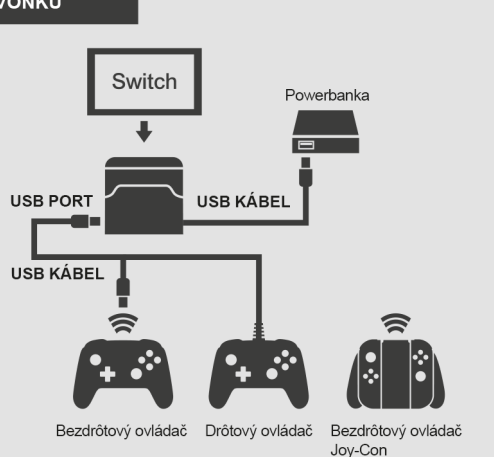 VONKU
Switch
Powerbanka
USB PORT
USB KÁBEL
USB KÁBEL
Bezdrôtový ovládač
Drôtový ovládač
Bezdrôtový ovládač
Joy-Con